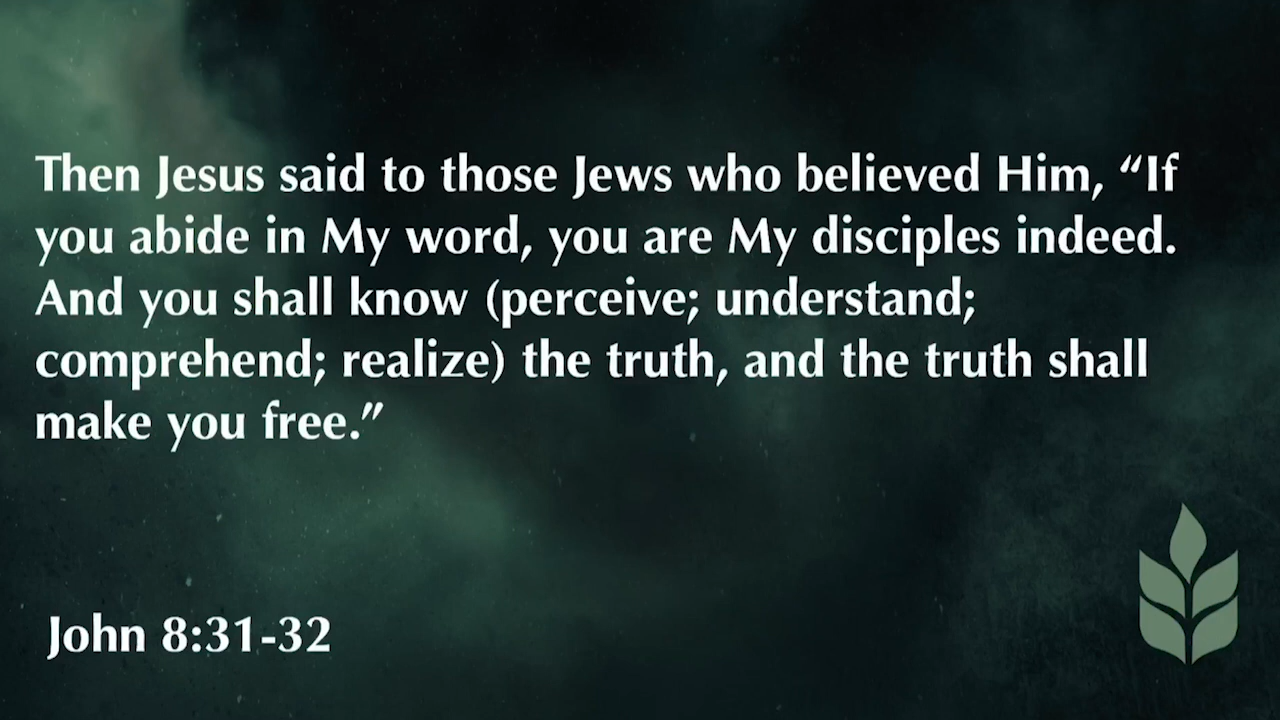 Then Jesus said to those Jews who believed Him, “If
you abide in My word, you are My disciples indeed.
And you shall know (perceive; understand;
comprehend; realize) the truth, and the truth shall
make you free.”
John 8:31-32